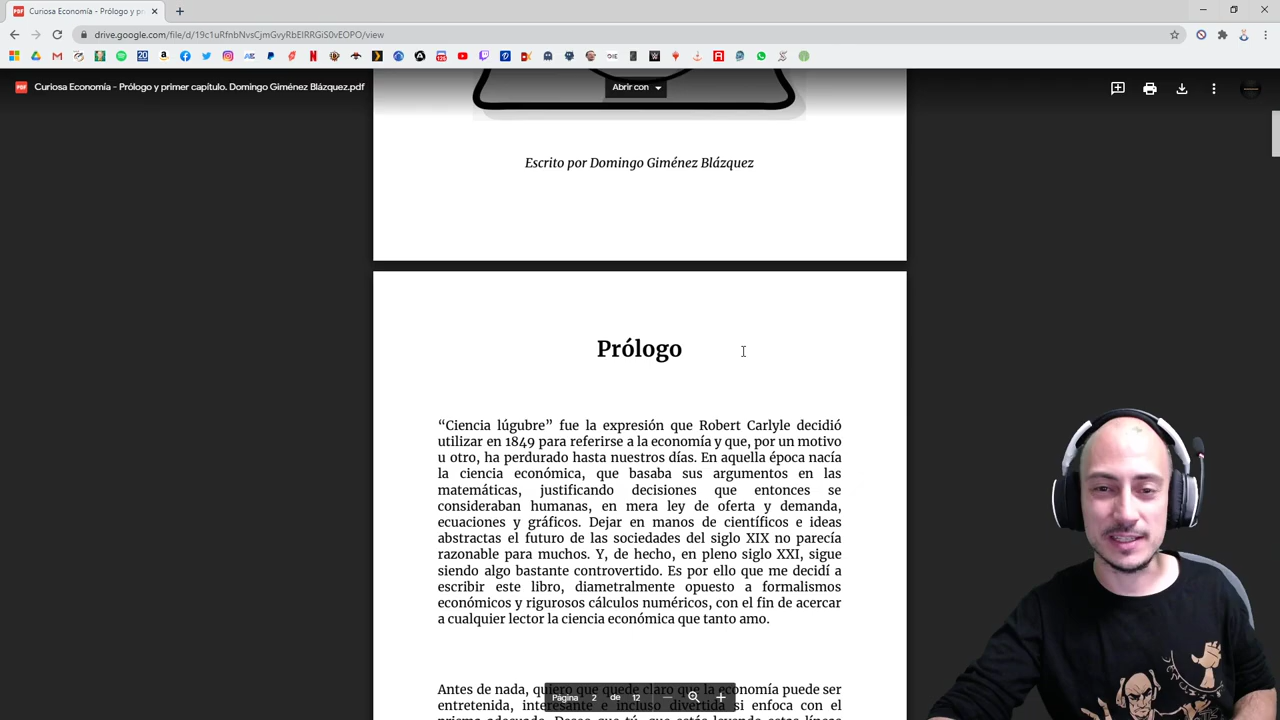 Curiosa Economía - Prólogo y pr
drive.google.com/file/d/19c1uRfnbNvsCjmGvyRbEIRRGiS0vEOPO/view
Curiosa Economía - Prólogo y primer capítulo. Domingo Giménez Blázquez.pdf
Abrir con
Escrito por Domingo Giménez Blázquez
Prólogo
“Ciencia lúgubre” fue la expresión que Robert Carlyle decidió
utilizar en 1849 para referirse a la economía y que, por un motivo
u otro, ha perdurado hasta nuestros días. En aquella época nacía
la ciencia económica, que basaba sus argumentos en las
matemáticas, justificando decisiones que entonces se
consideraban humanas, en mera ley de oferta y demanda,
ecuaciones y gráficos. Dejar en manos de científicos e ideas
abstractas el futuro de las sociedades del siglo XIX no parecía
razonable para muchos. Y, de hecho, en pleno siglo XXI, sigue
siendo algo bastante controvertido. Es por ello que me decidí a
escribir este libro, diametralmente opuesto a formalismos
económicos y rigurosos cálculos numéricos, con el fin de acercar
a cualquier lector la ciencia económica que tanto amo.
Antes de nada, quiero que quede claro que la economía puede ser
entretenida, interesante e incluso divertida si enfoca con el
Página 2 de 12